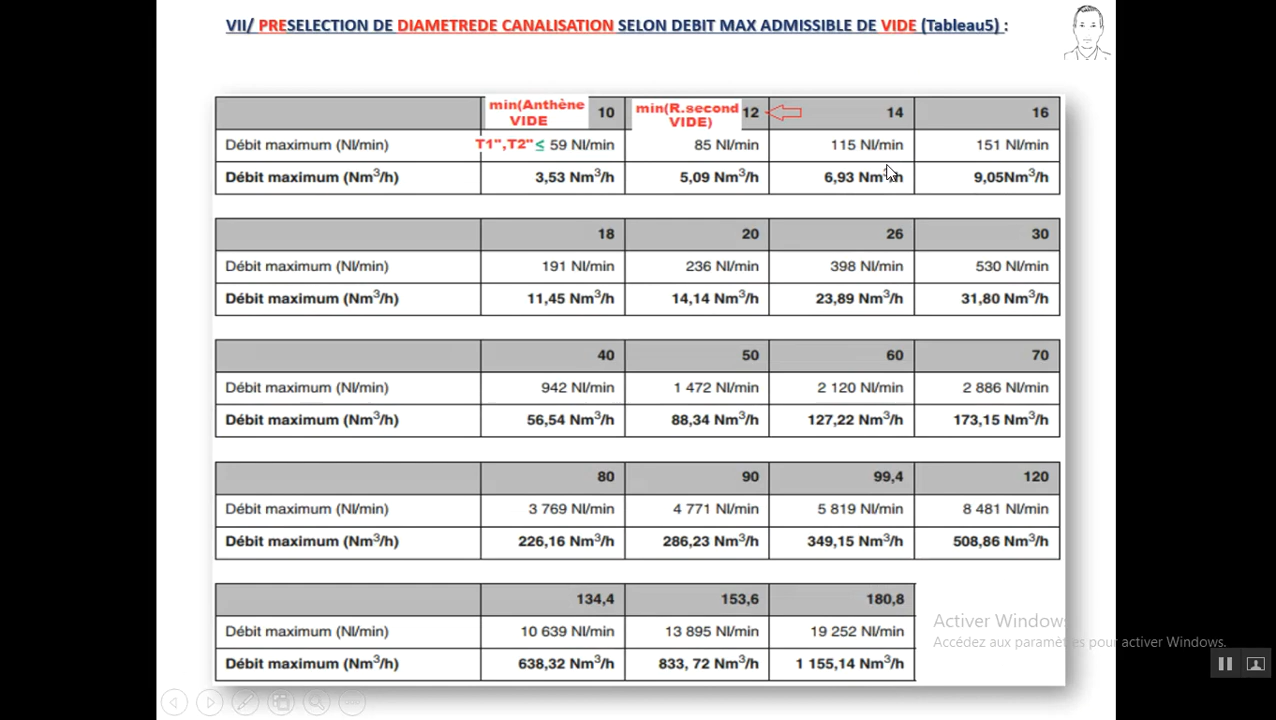 VII/ PRESELECTION DE DIAMETREDE CANALISATION SELON DEBIT MAX ADMISSIBLE DE VIDE (Tableau5) :
min(Anthène VIDE 10 min(R.second VIDE) 12 14 16
Débit maximum (Nl/min) T1",T2" ≤ 59 Nl/min 85 Nl/min 115 Nl/min 151 Nl/min
Débit maximum (Nm³/h) 3,53 Nm³/h 5,09 Nm³/h 6,93 Nm³/h 9,05Nm³/h
18 20 26 30
Débit maximum (Nl/min) 191 Nl/min 236 Nl/min 398 Nl/min 530 Nl/min
Débit maximum (Nm³/h) 11,45 Nm³/h 14,14 Nm³/h 23,89 Nm³/h 31,80 Nm³/h
40 50 60 70
Débit maximum (Nl/min) 942 Nl/min 1 472 Nl/min 2 120 Nl/min 2 886 Nl/min
Débit maximum (Nm³/h) 56,54 Nm³/h 88,34 Nm³/h 127,22 Nm³/h 173,15 Nm³/h
80 90 99,4 120
Débit maximum (Nl/min) 3 769 Nl/min 4 771 Nl/min 5 819 Nl/min 8 481 Nl/min
Débit maximum (Nm³/h) 226,16 Nm³/h 286,23 Nm³/h 349,15 Nm³/h 508,86 Nm³/h
134,4 153,6 180,8
Débit maximum (Nl/min) 10 639 Nl/min 13 895 Nl/min 19 252 Nl/min
Débit maximum (Nm³/h) 638,32 Nm³/h 833, 72 Nm³/h 1 155,14 Nm³/h
Activer Windows
Accédez aux paramètres pour activer Windows.